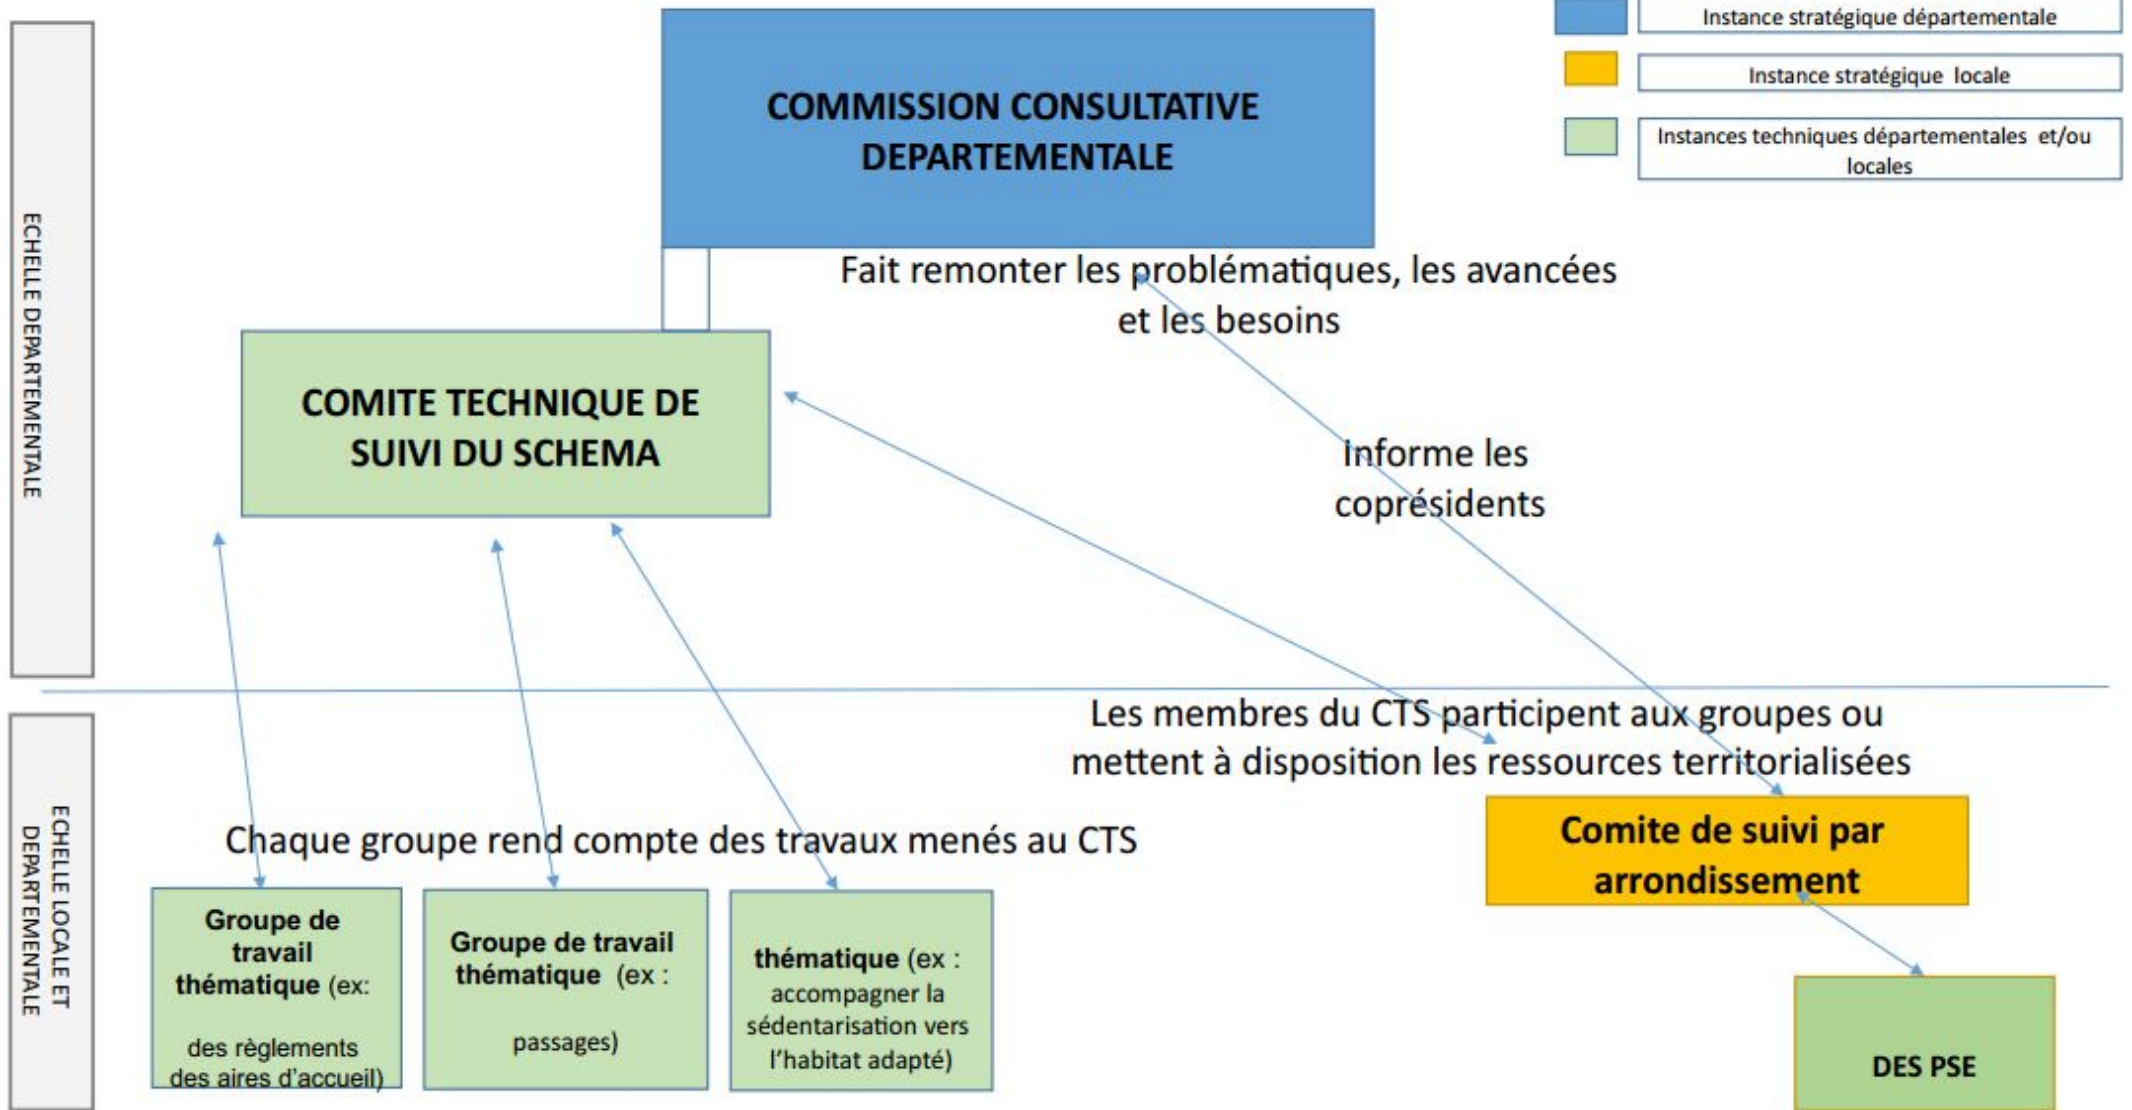 Instance stratégique départementale
Instance stratégique locale
Instances techniques départementales et/ou
locales
ECHELLE DEPARTEMENTALE
COMMISSION CONSULTATIVE
DEPARTEMENTALE
Fait remonter les problématiques, les avancées
et les besoins
COMITE TECHNIQUE DE
SUIVI DU SCHEMA
Informe les
coprésidents
ECHELLE LOCALE ET
DEPARTEMENTALE
Les membres du CTS participent aux groupes ou
mettent à disposition les ressources territorialisées
Chaque groupe rend compte des travaux menés au CTS
Comite de suivi par
arrondissement
Groupe de
travail
thématique (ex:
des règlements
des aires d'accueil)
Groupe de travail
thématique (ex :
passages)
thématique (ex :
accompagner la
sédentarisation vers
l'habitat adapté)
DES PSE